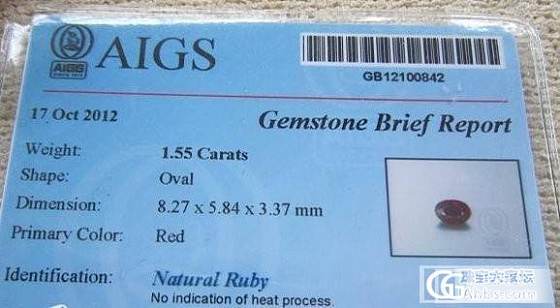 AIGS
AIGS
GB12100842
17 Oct 2012
Gemstone Brief Report
Weight: 1.55 Carats
Shape: Oval
Dimension: 8.27 x 5.84 x 3.37 mm
Primary Color: Red
Identification: Natural Ruby
No indication of heat process.